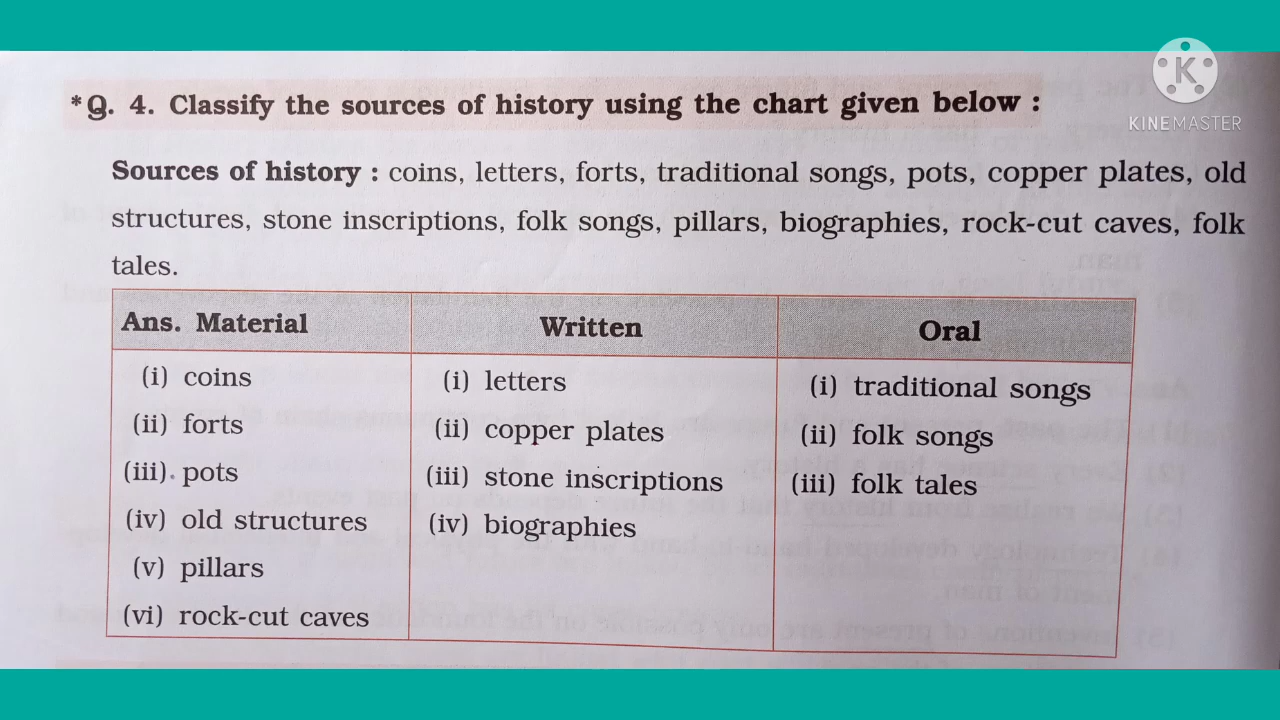 K
KINEMASTER
*Q. 4. Classify the sources of history using the chart given below :
Sources of history : coins, letters, forts, traditional songs, pots, copper plates, old
structures, stone inscriptions, folk songs, pillars, biographies, rock-cut caves, folk
tales.
Ans. Material Written Oral
(i) coins (i) letters (i) traditional songs
(ii) forts (ii) copper plates (ii) folk songs
(iii). pots (iii) stone inscriptions (iii) folk tales
(iv) old structures (iv) biographies
(v) pillars
(vi) rock-cut caves